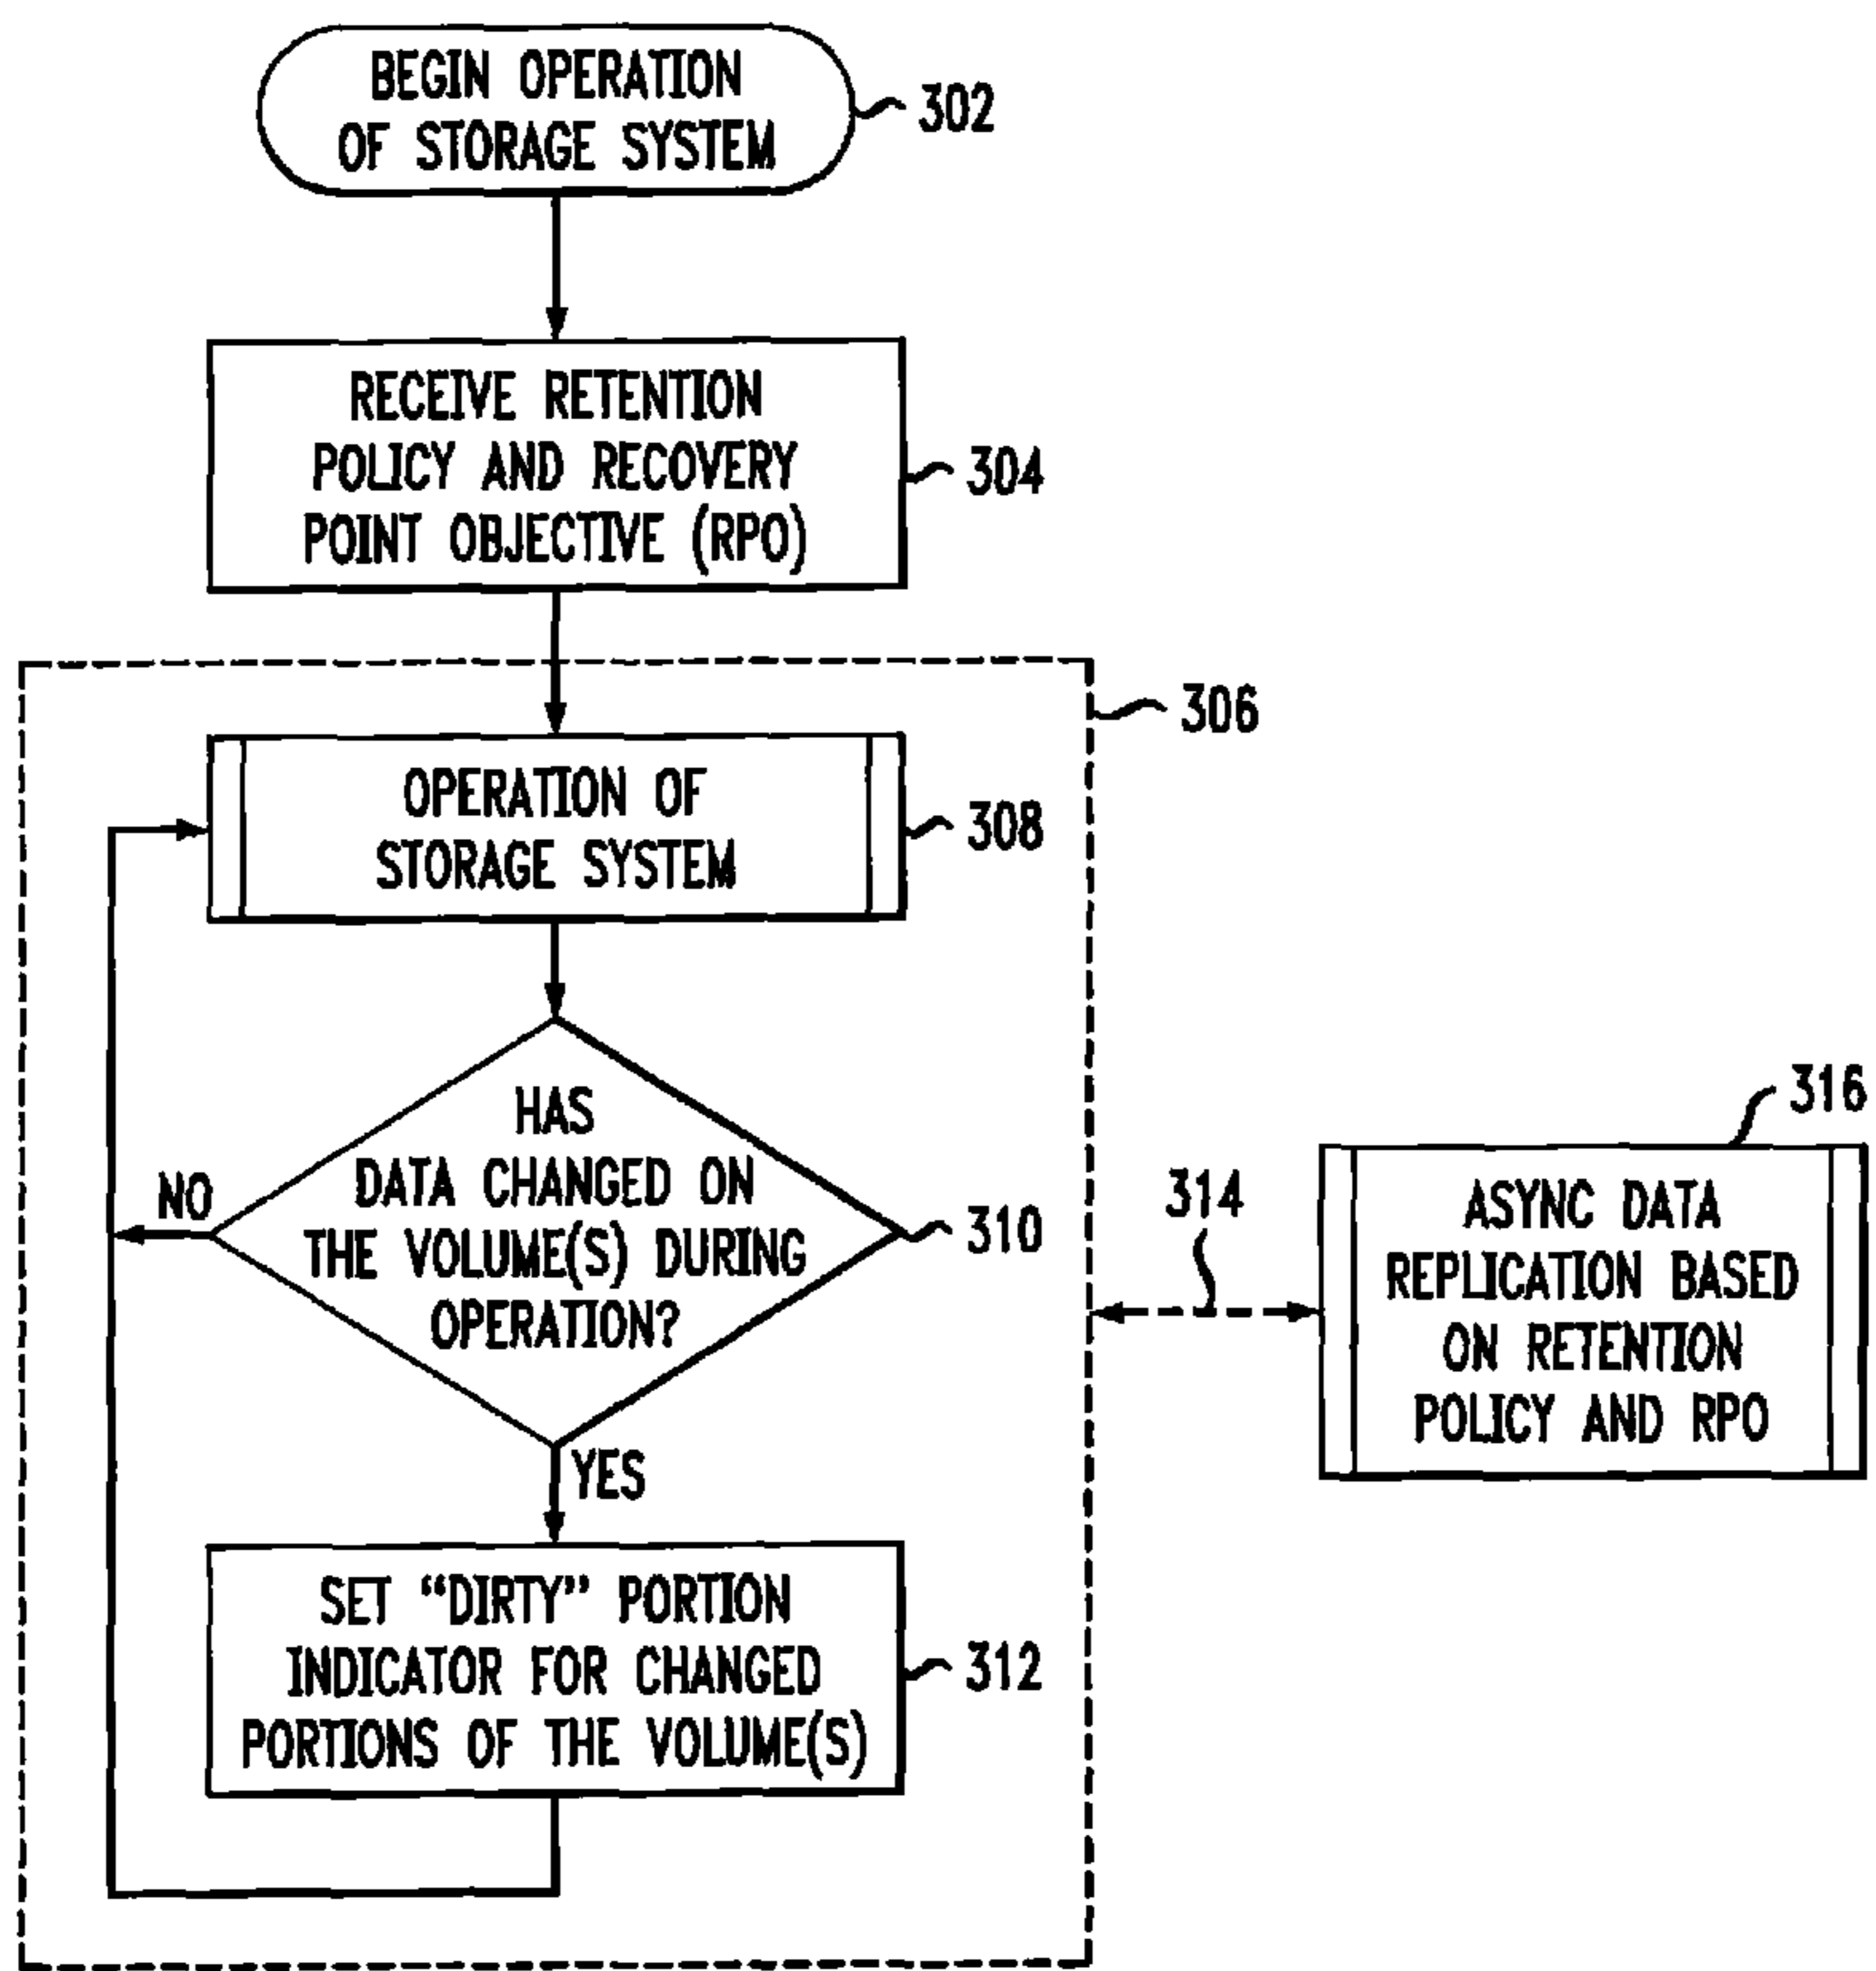 BEGIN OPERATION
OF STORAGE SYSTEM
302
RECEIVE RETENTION
POLICY AND RECOVERY
POINT OBJECTIVE (RPO)
304
306
OPERATION OF
STORAGE SYSTEM
308
HAS
DATA CHANGED ON
THE VOLUME(S) DURING
OPERATION?
310
NO
YES
SET “DIRTY” PORTION
INDICATOR FOR CHANGED
PORTIONS OF THE VOLUME(S)
312
314
316
ASYNC DATA
REPLICATION BASED
ON RETENTION
POLICY AND RPO